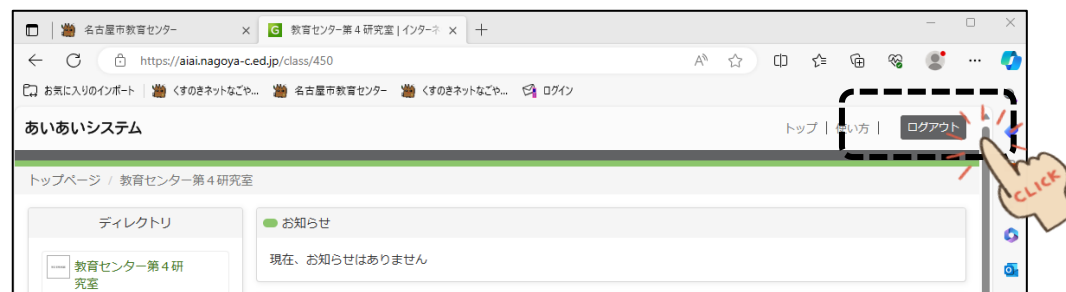 名古屋市教育センター
教育センター第４研究室 | インターネ
https://aiai.nagoya-c.ed.jp/class/450
お気に入りのインポート
くすのきネットなごや...
名古屋市教育センター
くすのきネットなごや...
ログイン
あいあいシステム
トップ | 使い方 | ログアウト
CLICK
トップページ / 教育センター第４研究室
ディレクトリ
お知らせ
教育センター第４研
究室
現在、お知らせはありません